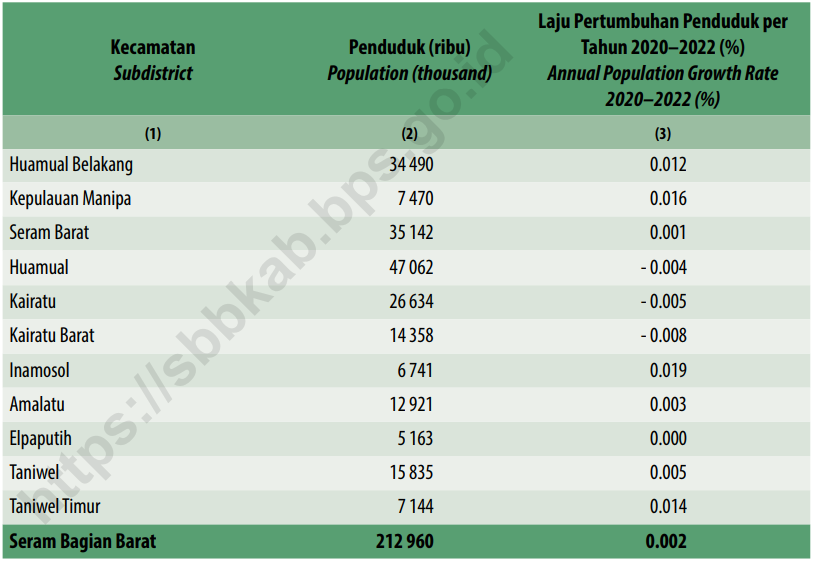 Kecamatan
Subdistrict
Penduduk (ribu)
Population (thousand)
Laju Pertumbuhan Penduduk per
Tahun 2020–2022 (%)
Annual Population Growth Rate
2020–2022 (%)
(1) (2) (3)
Huamual Belakang 34 490 0.012
Kepulauan Manipa 7 470 0.016
Seram Barat 35 142 0.001
Huamual 47 062 - 0.004
Kairatu 26 634 - 0.005
Kairatu Barat 14 358 - 0.008
Inamosol 6 741 0.019
Amalatu 12 921 0.003
Elpaputih 5 163 0.000
Taniwel 15 835 0.005
Taniwel Timur 7 144 0.014
Seram Bagian Barat 212 960 0.002
https://sbbkab.bps.go.id